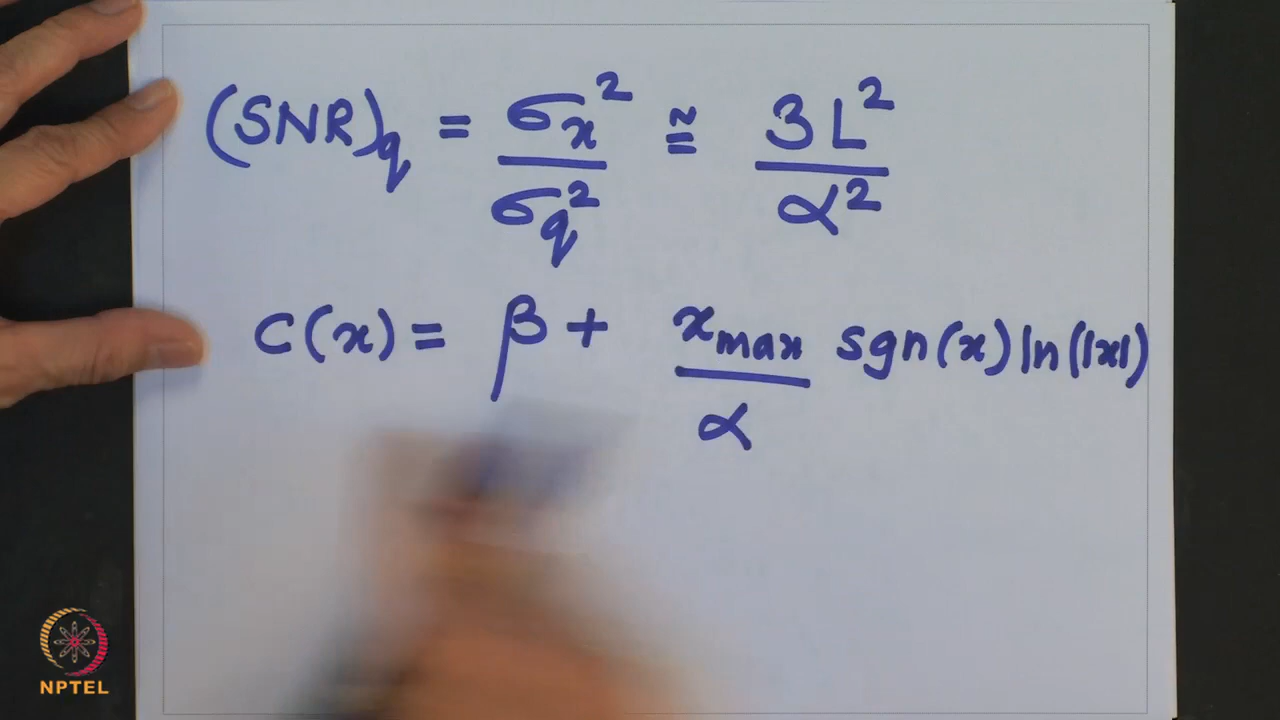 (SNR)q = σx² / σq² ≅ 3L² / α²
C(x) = β + xmax / α sgn(x) ln(|x|)
NPTEL